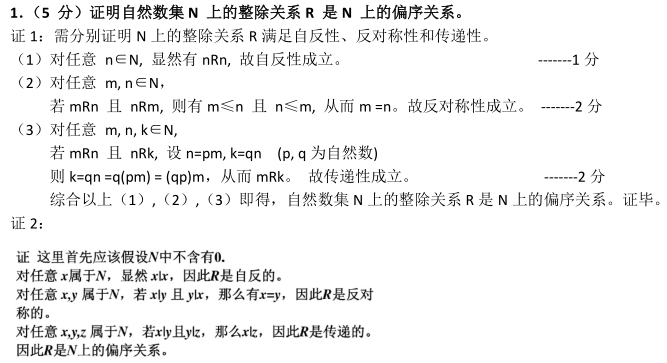 1.（5 分）证明自然数集 N 上的整除关系 R 是 N 上的偏序关系。
证 1：需分别证明 N 上的整除关系 R 满足自反性、反对称性和传递性。
（1）对任意 n∈N, 显然有 nRn, 故自反性成立。 -------1 分
（2）对任意 m, n∈N，
若 mRn 且 nRm, 则有 m≤n 且 n≤m, 从而 m =n。故反对称性成立。 -------2 分
（3）对任意 m, n, k∈N,
若 mRn 且 nRk, 设 n=pm, k=qn (p, q 为自然数)
则 k=qn =q(pm) = (qp)m，从而 mRk。 故传递性成立。 -------2 分
综合以上（1）,（2）,（3）即得，自然数集 N 上的整除关系 R 是 N 上的偏序关系。证毕。
证 2：
证 这里首先应该假设N中不含有0.
对任意 x属于N，显然 x|x，因此R是自反的。
对任意 x,y 属于N，若 x|y 且 y|x，那么有x=y，因此R是反对
称的。
对任意 x,y,z 属于N，若x|y且y|z，那么x|z，因此R是传递的。
因此R是N上的偏序关系。